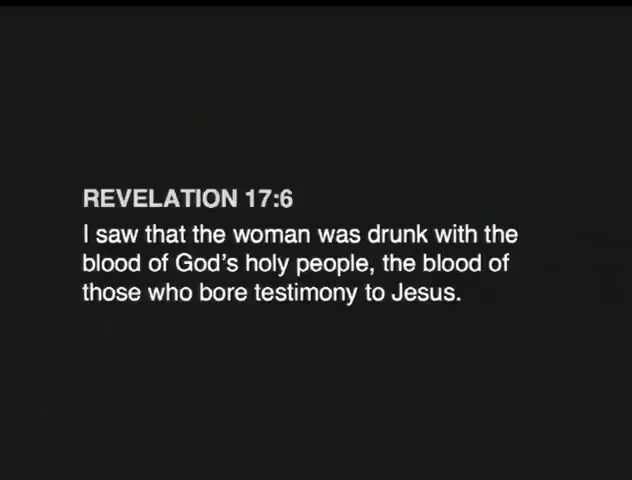 REVELATION 17:6
I saw that the woman was drunk with the
blood of God’s holy people, the blood of
those who bore testimony to Jesus.